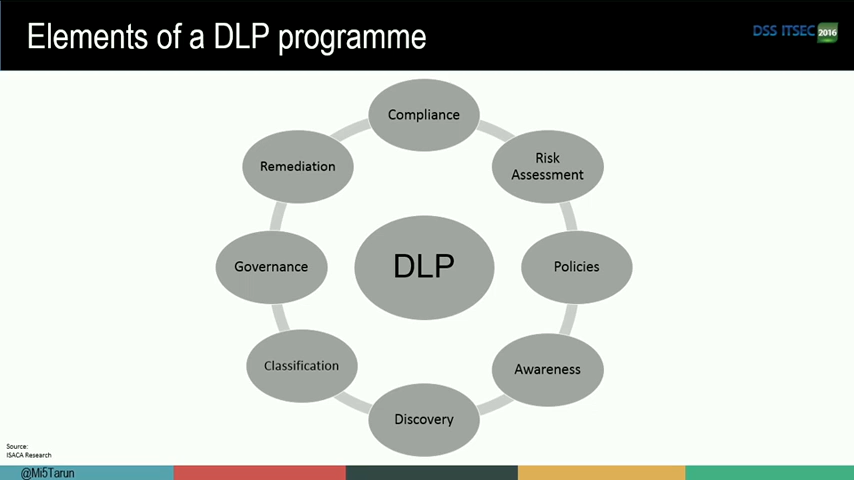 Elements of a DLP programme
DSS ITSEC 2016
Compliance
Risk
Assessment
Policies
Awareness
Discovery
Classification
Governance
Remediation
DLP
Source:
ISACA Research
@Mi5Tarun